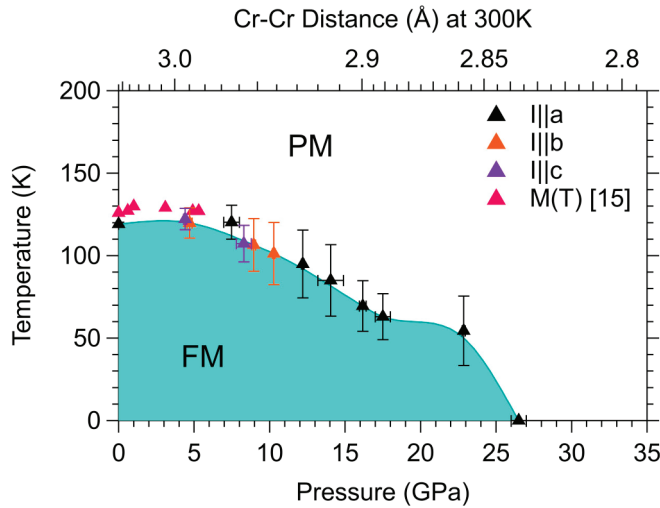 Cr-Cr Distance (Å) at 300K
3.0 2.9 2.85 2.8
200
150
100
50
0
Temperature (K)
PM
FM
I||a
I||b
I||c
M(T) [15]
0 5 10 15 20 25 30 35
Pressure (GPa)